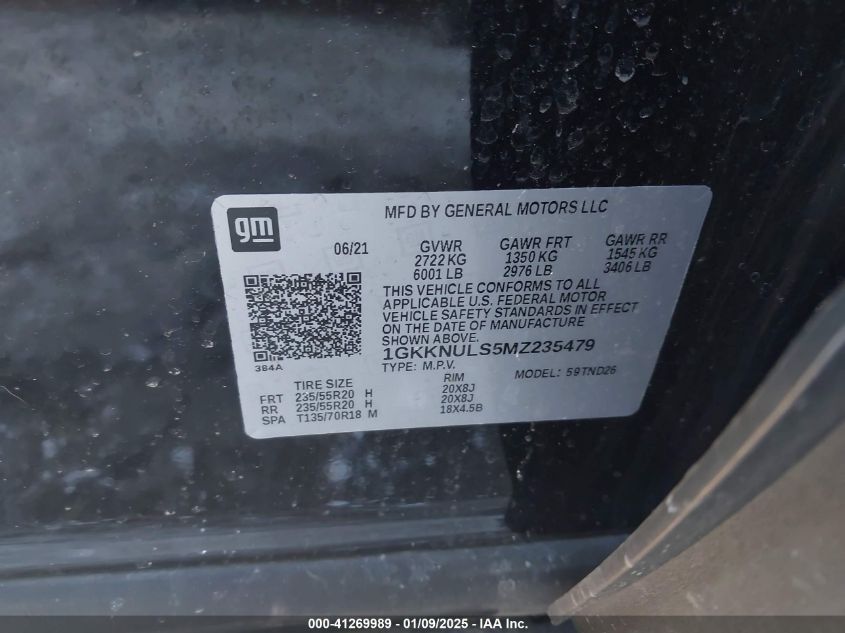 gm
MFD BY GENERAL MOTORS LLC
06/21 GVWR GAWR FRT GAWR RR
2722 KG 1350 KG 1545 KG
6001 LB 2976 LB 3406 LB
THIS VEHICLE CONFORMS TO ALL
APPLICABLE U.S. FEDERAL MOTOR
VEHICLE SAFETY STANDARDS IN EFFECT
ON THE DATE OF MANUFACTURE
SHOWN ABOVE.
1GKKNULS5MZ235479
TYPE: M.P.V. MODEL: 59TND26
3B4A
TIRE SIZE RIM
FRT 235/55R20 H 20X8J
RR 235/55R20 H 20X8J
SPA T135/70R18 M 18X4.5B
000-41269989 - 01/09/2025 - IAA Inc.